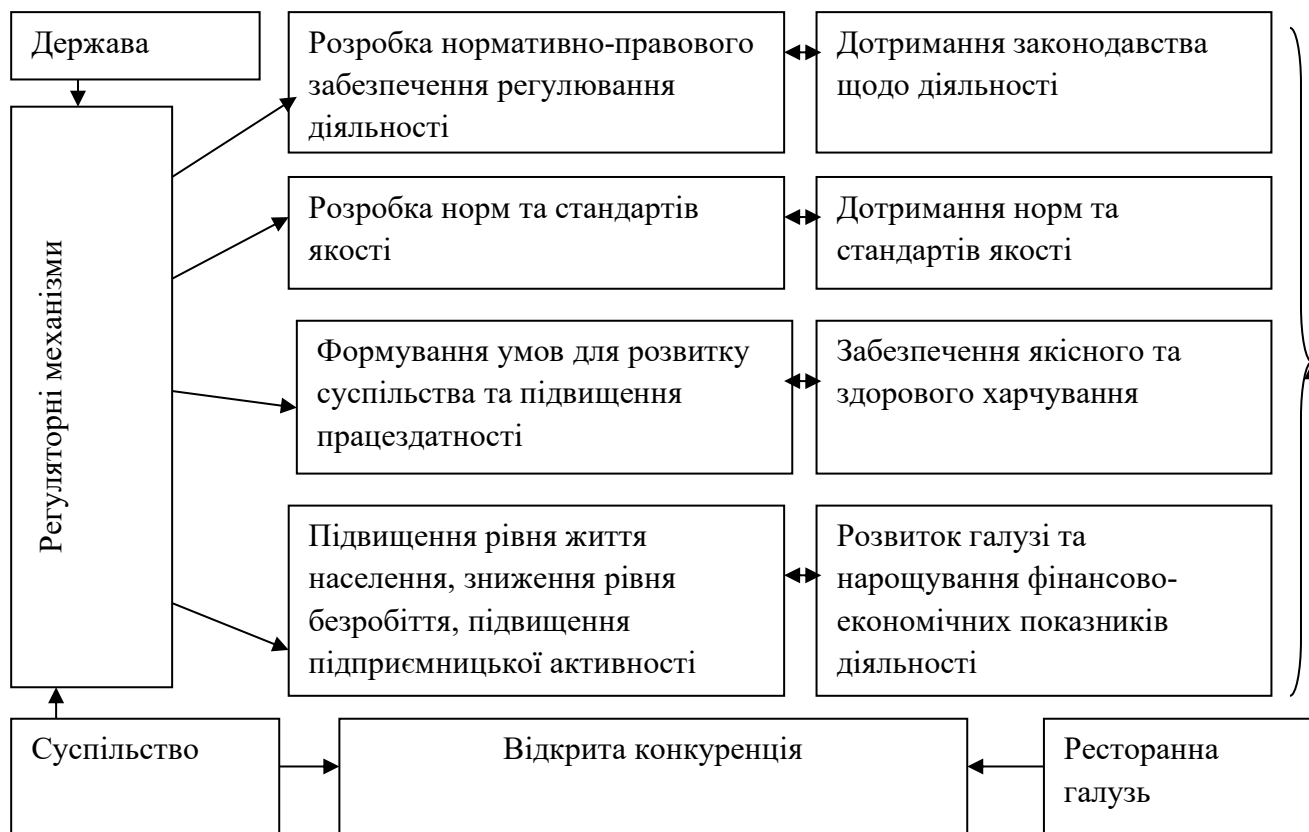 Держава
Розробка нормативно-правового
забезпечення регулювання
діяльності
Дотримання законодавства
щодо діяльності
Регуляторні механізми
Розробка норм та стандартів
якості
Дотримання норм та
стандартів якості
Формування умов для розвитку
суспільства та підвищення
працездатності
Забезпечення якісного та
здорового харчування
Підвищення рівня життя
населення, зниження рівня
безробіття, підвищення
підприємницької активності
Розвиток галузі та
нарощування фінансово-
економічних показників
діяльності
Суспільство
Відкрита конкуренція
Ресторанна
галузь